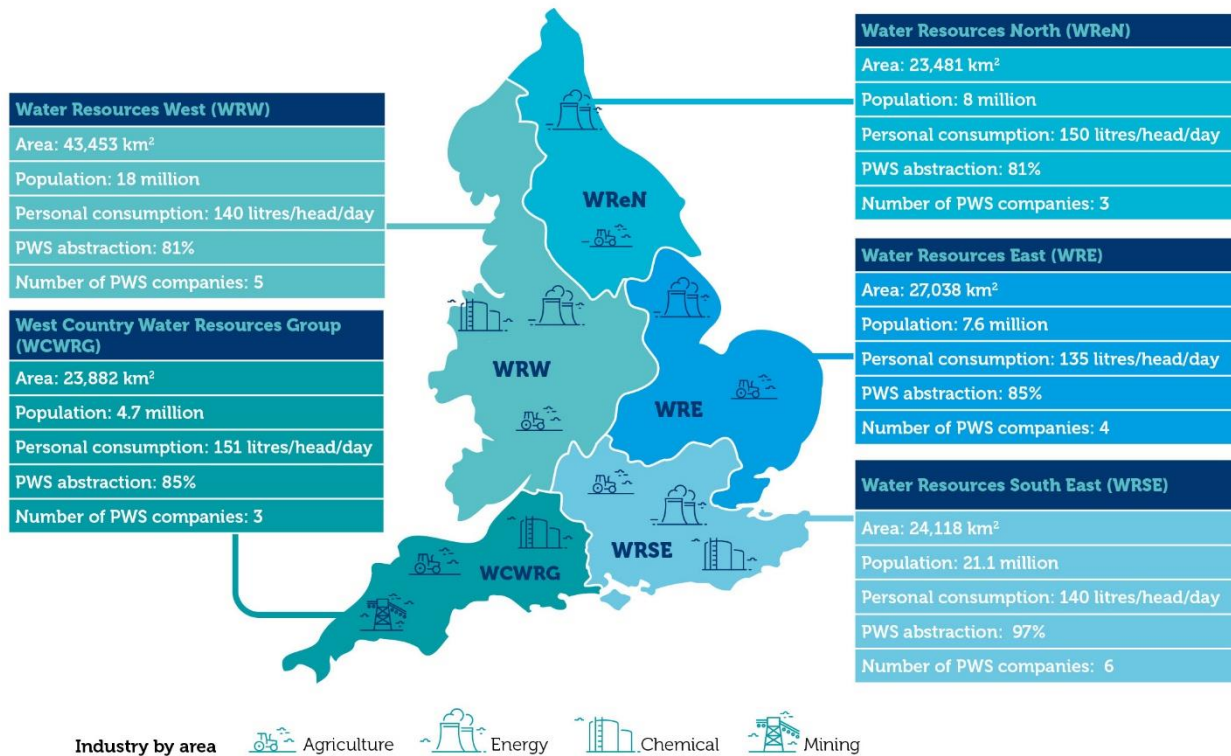 Water Resources West (WRW)
Area: 43,453 km²
Population: 18 million
Personal consumption: 140 litres/head/day
PWS abstraction: 81%
Number of PWS companies: 5
West Country Water Resources Group
(WCWRG)
Area: 23,882 km²
Population: 4.7 million
Personal consumption: 151 litres/head/day
PWS abstraction: 85%
Number of PWS companies: 3
WReN
WRW
WRE
WRSE
WCWRG
Water Resources North (WReN)
Area: 23,481 km²
Population: 8 million
Personal consumption: 150 litres/head/day
PWS abstraction: 81%
Number of PWS companies: 3
Water Resources East (WRE)
Area: 27,038 km²
Population: 7.6 million
Personal consumption: 135 litres/head/day
PWS abstraction: 85%
Number of PWS companies: 4
Water Resources South East (WRSE)
Area: 24,118 km²
Population: 21.1 million
Personal consumption: 140 litres/head/day
PWS abstraction: 97%
Number of PWS companies: 6
Industry by area Agriculture Energy Chemical Mining